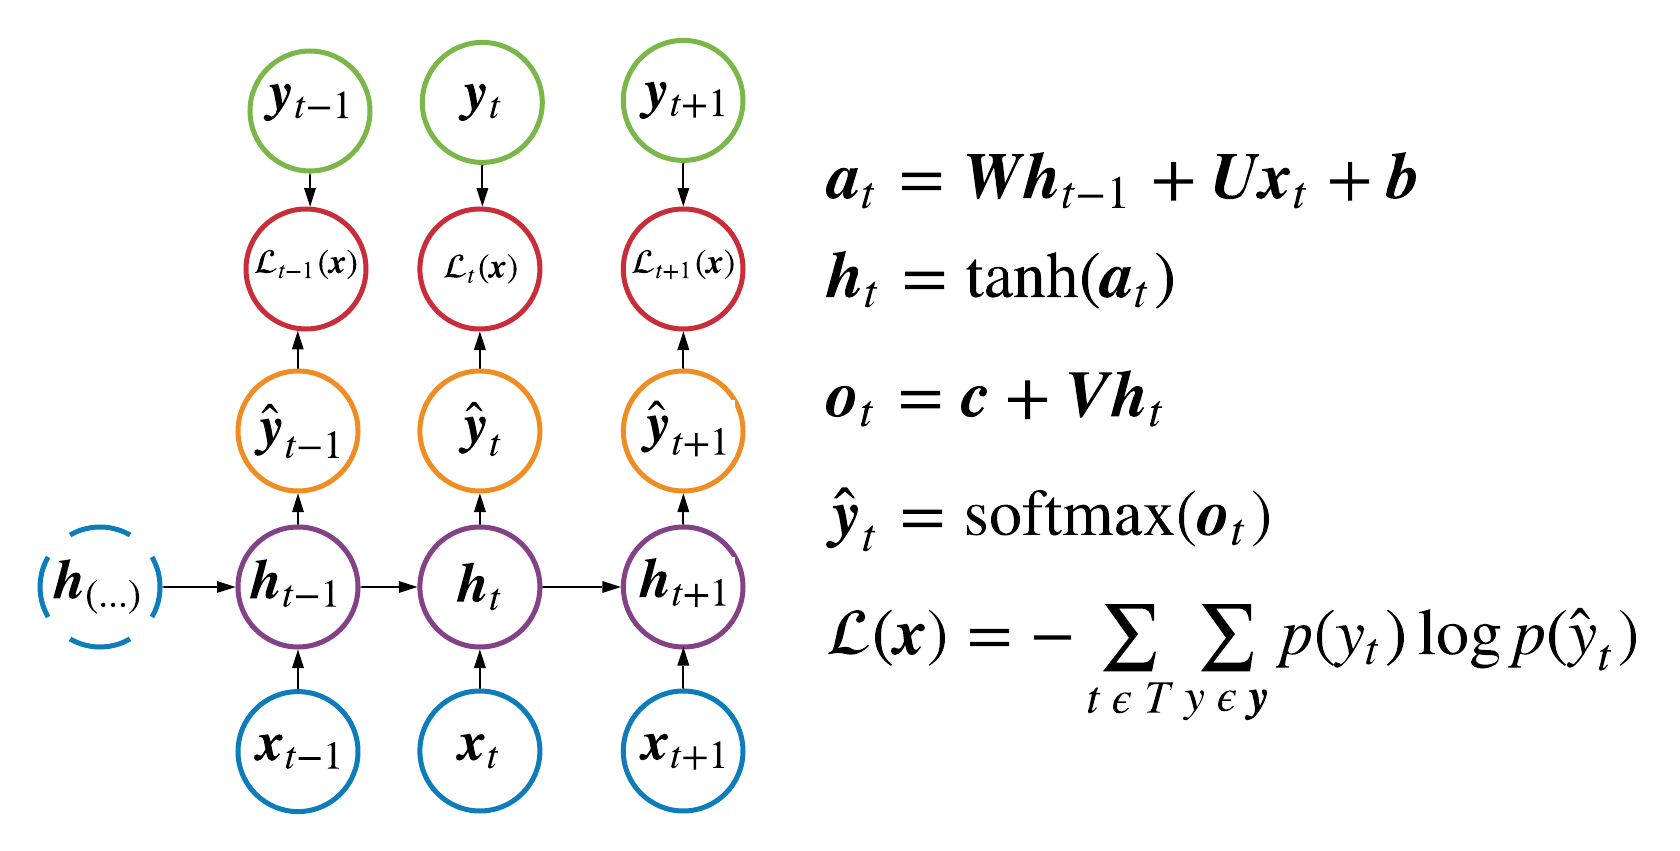 y_{t−1} y_t y_{t+1}
ℒ_{t−1}(x) ℒ_t(x) ℒ_{t+1}(x)
ŷ_{t−1} ŷ_t ŷ_{t+1}
h_{(...)} h_{t−1} h_t h_{t+1}
x_{t−1} x_t x_{t+1}
a_t = Wh_{t−1} + Ux_t + b
h_t = tanh(a_t)
o_t = c + Vh_t
ŷ_t = softmax(o_t)
ℒ(x) = − ∑_{t ϵ T} ∑_{y ϵ y} p(y_t) log p(ŷ_t)